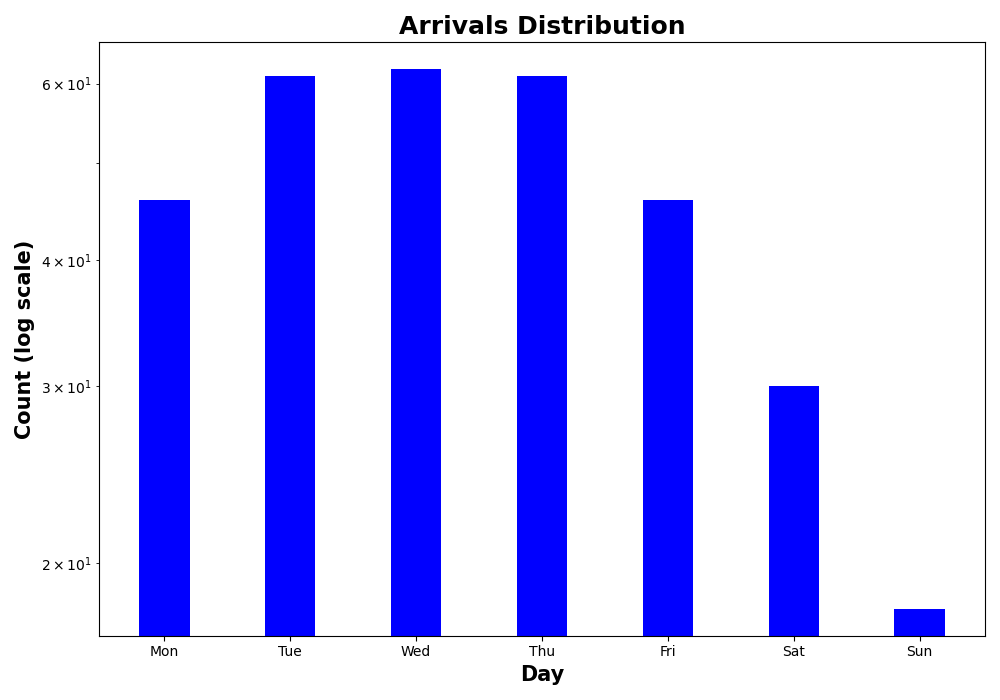 Arrivals Distribution
6 × 10¹
4 × 10¹
3 × 10¹
2 × 10¹
Count (log scale)
Mon Tue Wed Thu Fri Sat Sun
Day